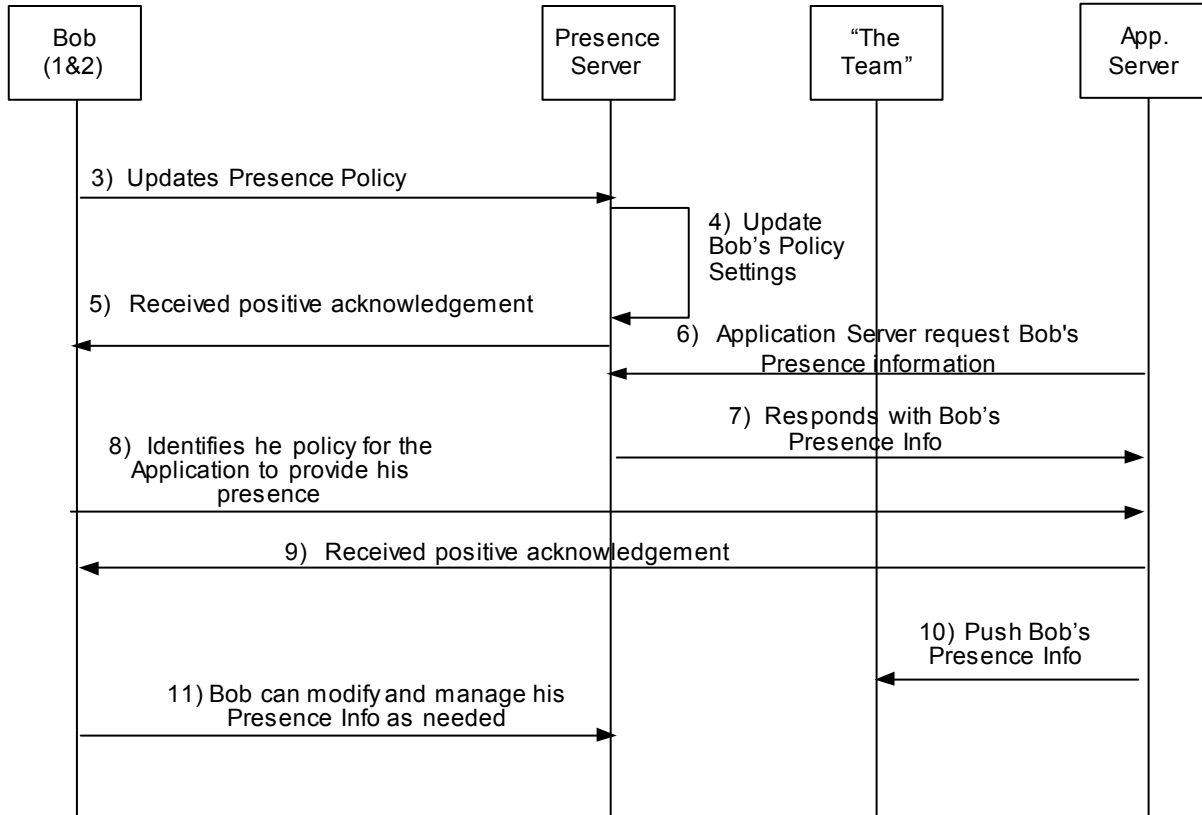 Bob
(1&2)
Presence
Server
“The
Team”
App.
Server
3) Updates Presence Policy
4) Update
Bob’s Policy
Settings
5) Received positive acknowledgement
6) Application Server request Bob's
Presence information
7) Responds with Bob’s
Presence Info
8) Identifies he policy for the
Application to provide his
presence
9) Received positive acknowledgement
10) Push Bob’s
Presence Info
11) Bob can modify and manage his
Presence Info as needed